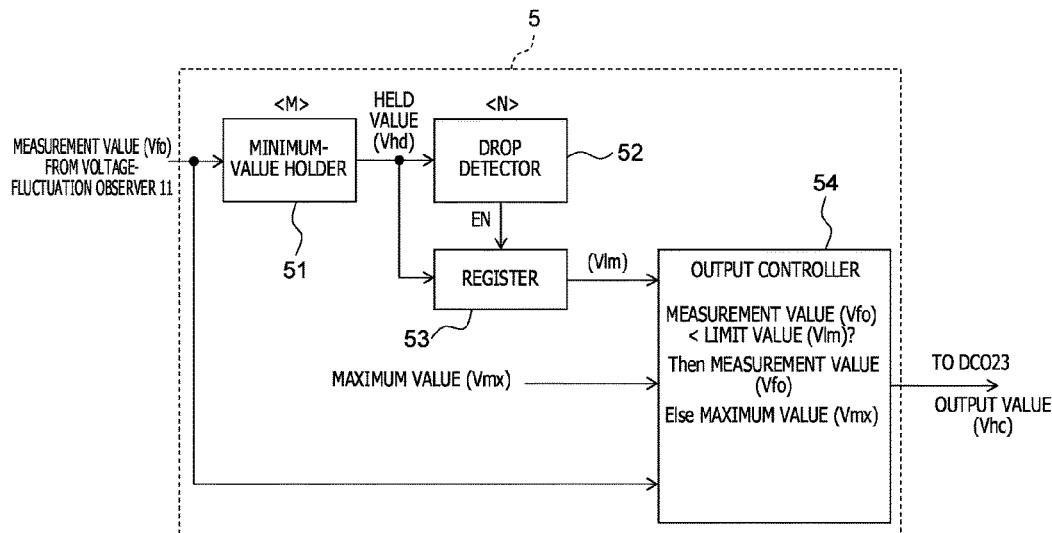 5
<M>
HELD
VALUE
(Vhd)
<N>
MEASUREMENT VALUE (Vfo)
FROM VOLTAGE-
FLUCTUATION OBSERVER 11
MINIMUM-
VALUE HOLDER
DROP
DETECTOR
52
51
EN
54
REGISTER
(Vlm)
53
OUTPUT CONTROLLER
MEASUREMENT VALUE (Vfo)
< LIMIT VALUE (Vlm)?
Then MEASUREMENT VALUE
(Vfo)
Else MAXIMUM VALUE (Vmx)
MAXIMUM VALUE (Vmx)
TO DCO23
OUTPUT VALUE
(Vhc)